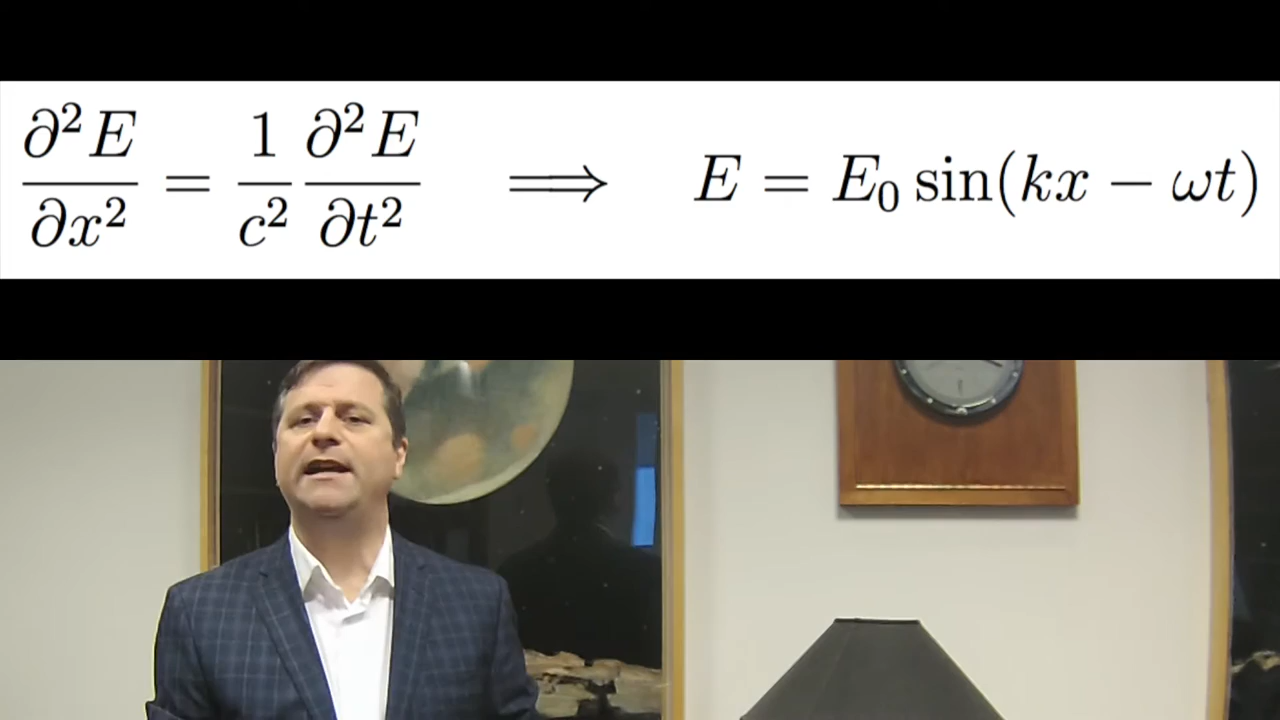 ∂²E/∂x² = 1/c² ∂²E/∂t² ⟹ E = E₀ sin(kx − ωt)